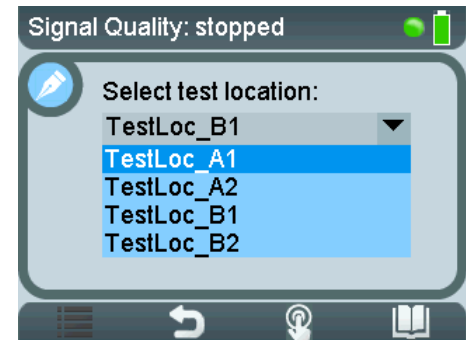 Signal Quality: stopped
Select test location:
TestLoc_B1
TestLoc_A1
TestLoc_A2
TestLoc_B1
TestLoc_B2